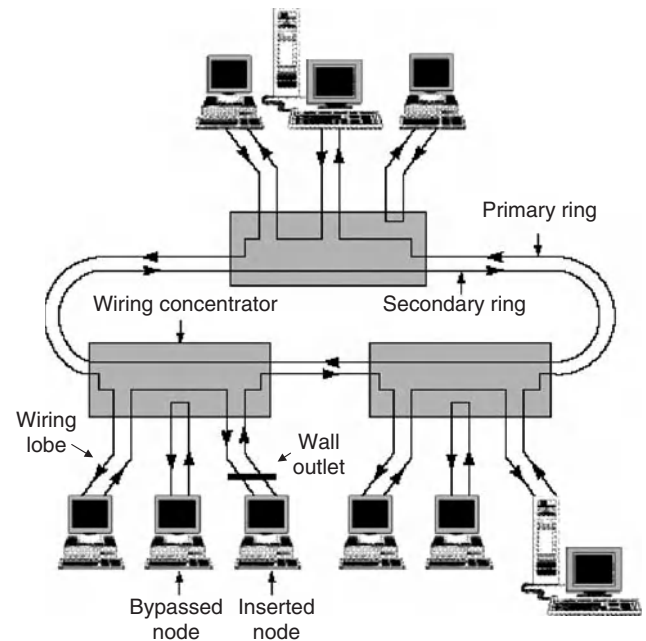 Primary ring
Wiring concentrator
Secondary ring
Wiring
lobe
Wall
outlet
Bypassed
node
Inserted
node